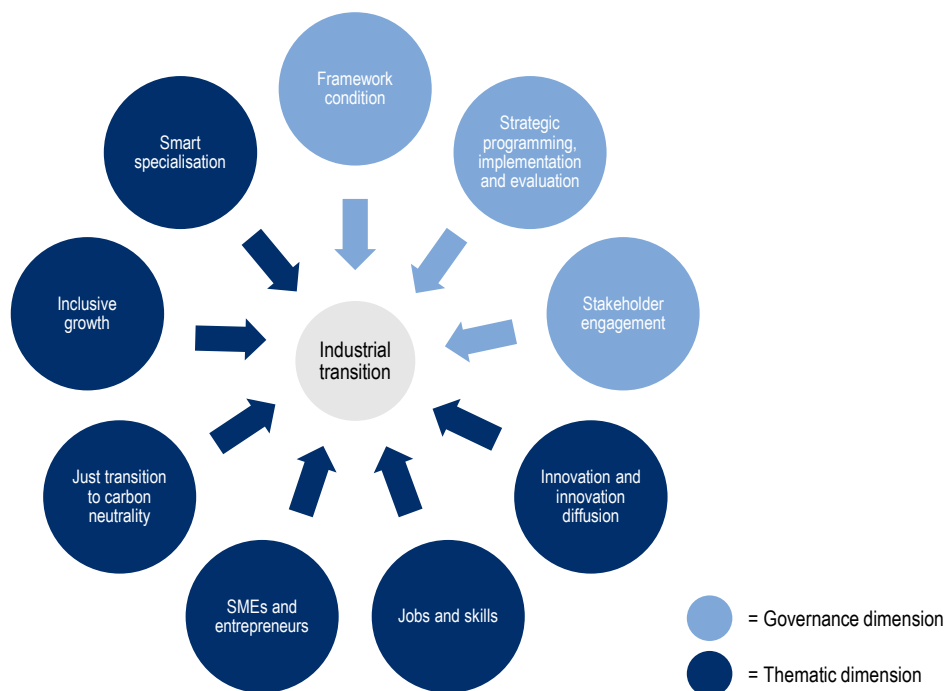 Framework
condition
Strategic
programming,
implementation
and evaluation
Smart
specialisation
Stakeholder
engagement
Inclusive
growth
Industrial
transition
Just transition
to carbon
neutrality
Innovation and
innovation
diffusion
SMEs and
entrepreneurs
Jobs and skills
= Governance dimension
= Thematic dimension